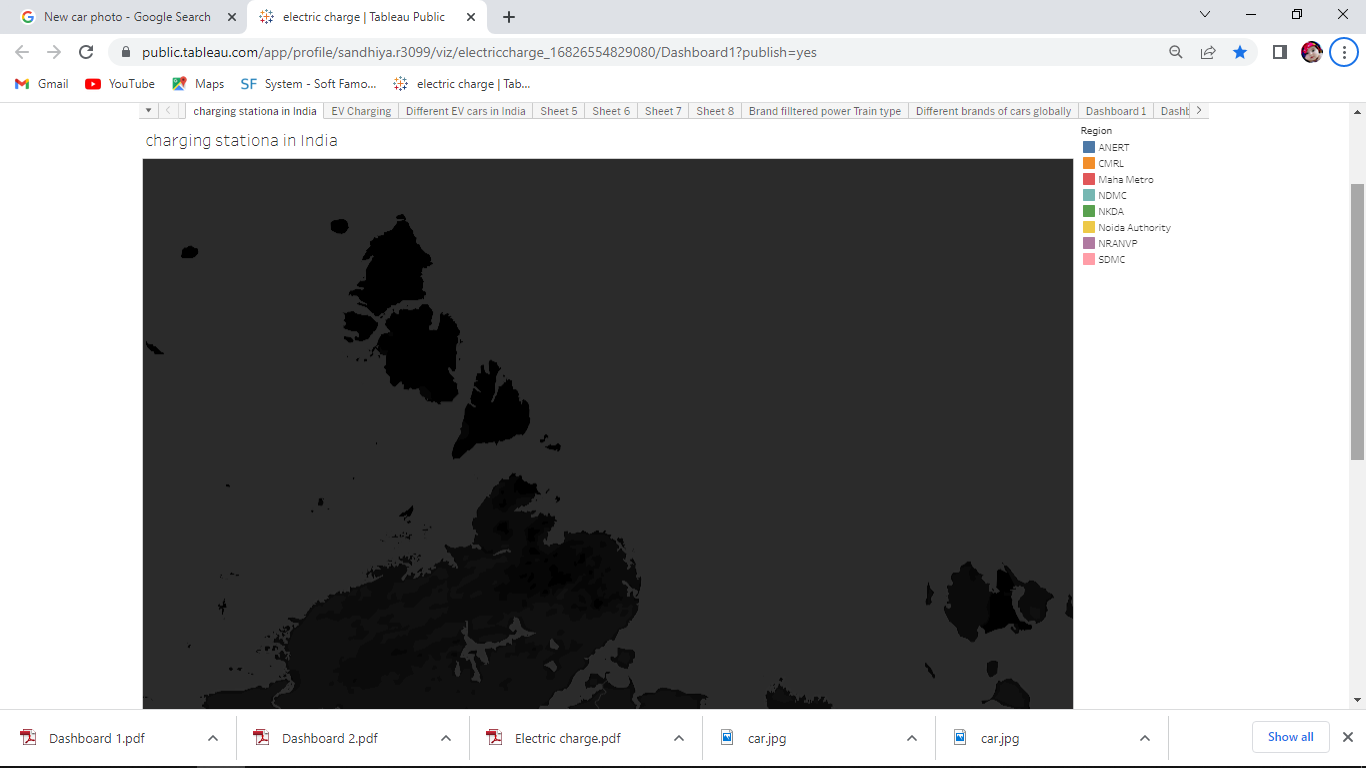 New car photo - Google Search
electric charge | Tableau Public
public.tableau.com/app/profile/sandhiya.r3099/viz/electriccharge_16826554829080/Dashboard1?publish=yes
Gmail
YouTube
Maps
SF System - Soft Famo...
electric charge | Tab...
charging stationa in India
EV Charging
Different EV cars in India
Sheet 5
Sheet 6
Sheet 7
Sheet 8
Brand filltered power Train type
Different brands of cars globally
Dashboard 1
Dashb
charging stationa in India
Region
ANERT
CMRL
Maha Metro
NDMC
NKDA
Noida Authority
NRANVP
SDMC
Dashboard 1.pdf
Dashboard 2.pdf
Electric charge.pdf
car.jpg
car.jpg
Show all